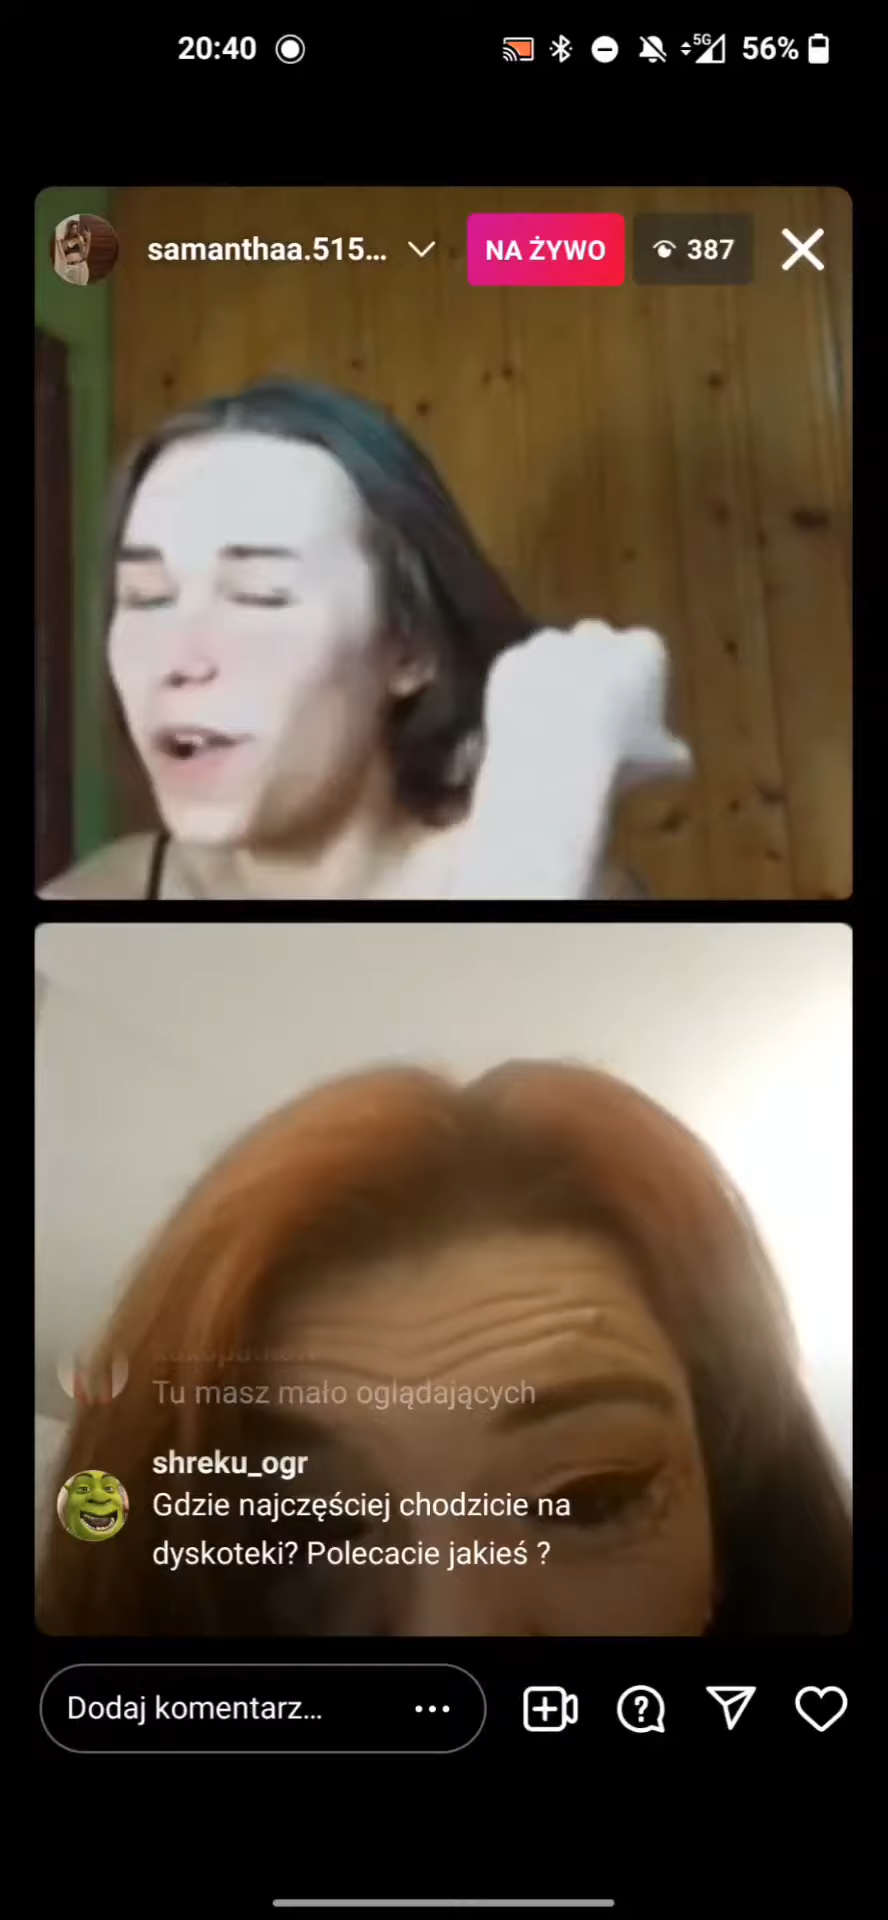 20:40 5G 56%
samanthaa.515... NA ŻYWO 387
Tu masz mało oglądających
shreku_ogr
Gdzie najczęściej chodzicie na
dyskoteki? Polecacie jakieś ?
Dodaj komentarz...